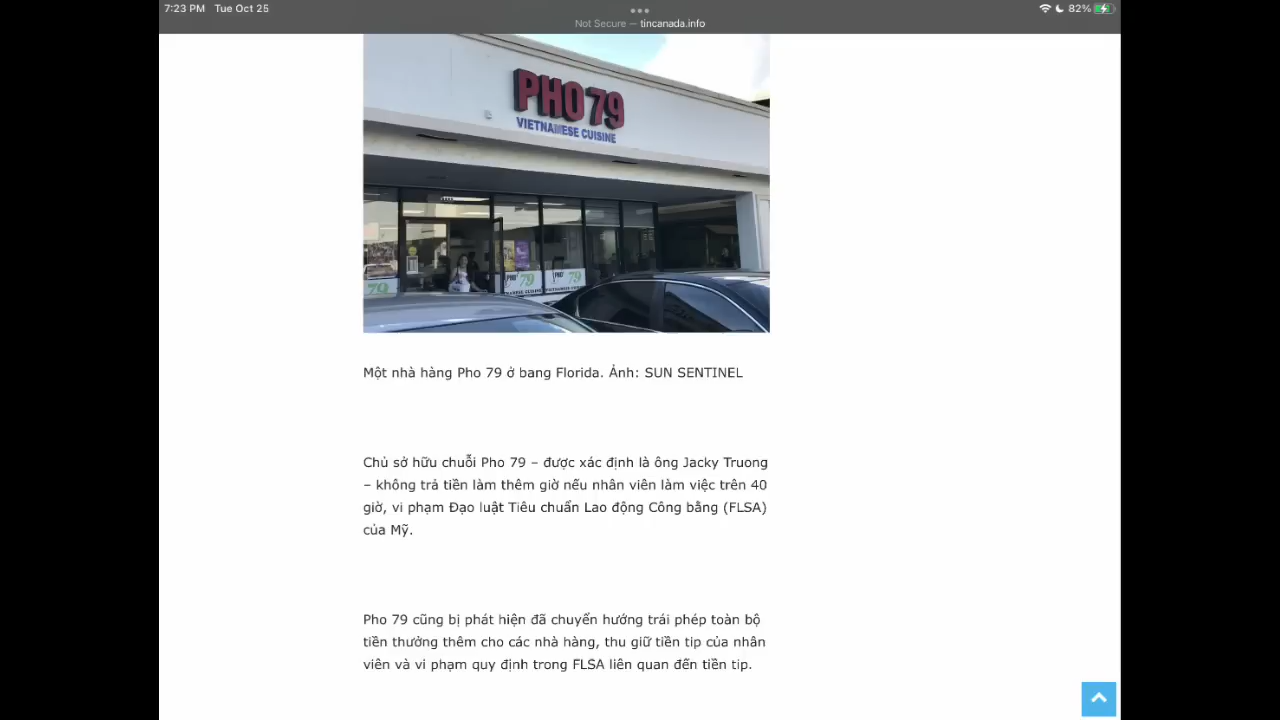 7:23 PM Tue Oct 25
82%
Not Secure — tincanada.info
PHO 79
VIETNAMESE CUISINE
PHO 79
PHO 79
79
Một nhà hàng Pho 79 ở bang Florida. Ảnh: SUN SENTINEL
Chủ sở hữu chuỗi Pho 79 – được xác định là ông Jacky Truong
– không trả tiền làm thêm giờ nếu nhân viên làm việc trên 40
giờ, vi phạm Đạo luật Tiêu chuẩn Lao động Công bằng (FLSA)
của Mỹ.
Pho 79 cũng bị phát hiện đã chuyển hướng trái phép toàn bộ
tiền thưởng thêm cho các nhà hàng, thu giữ tiền tip của nhân
viên và vi phạm quy định trong FLSA liên quan đến tiền tip.